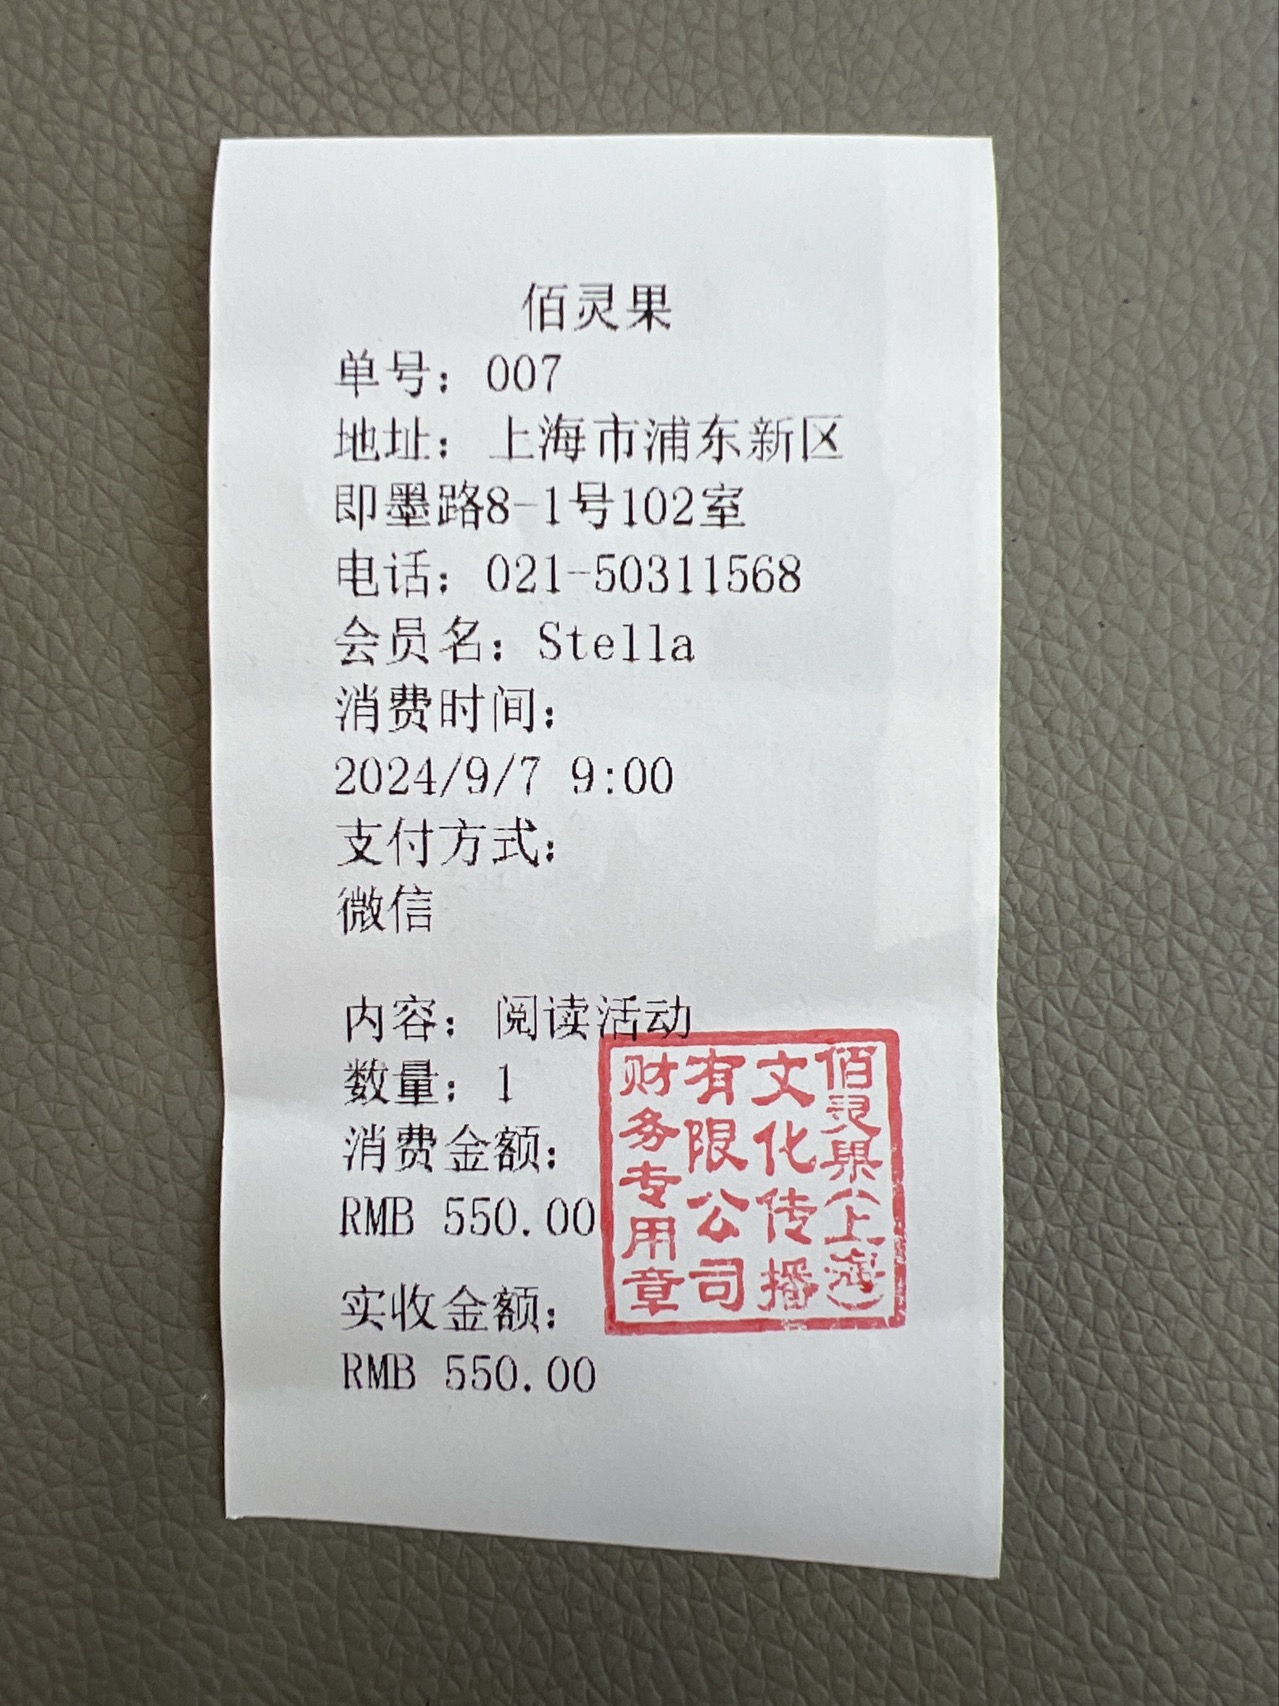 佰灵果
单号：007
地址：上海市浦东新区
即墨路8-1号102室
电话：021-50311568
会员名：Stella
消费时间：
2024/9/7 9:00
支付方式：
微信
内容：阅读活动
数量：1
消费金额：
RMB 550.00
实收金额：
RMB 550.00
佰灵果(上海)
文化传播
有限公司
财务专用章